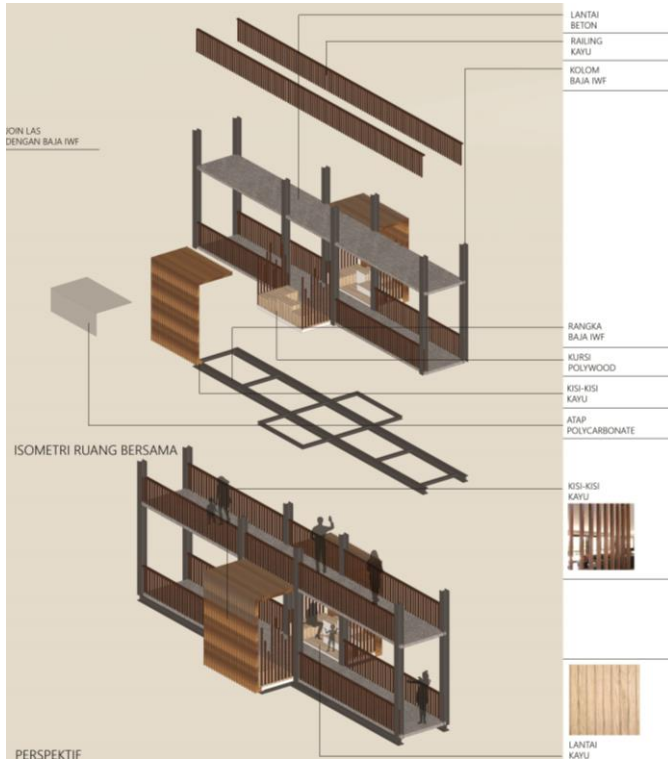 LANTAI
BETON
RAILING
KAYU
KOLOM
BAJA IWF
JOIN LAS
DENGAN BAJA IWF
RANGKA
BAJA IWF
KURSI
POLYWOOD
KISI-KISI
KAYU
ATAP
POLYCARBONATE
ISOMETRI RUANG BERSAMA
KISI-KISI
KAYU
LANTAI
KAYU
PERSPEKTIF